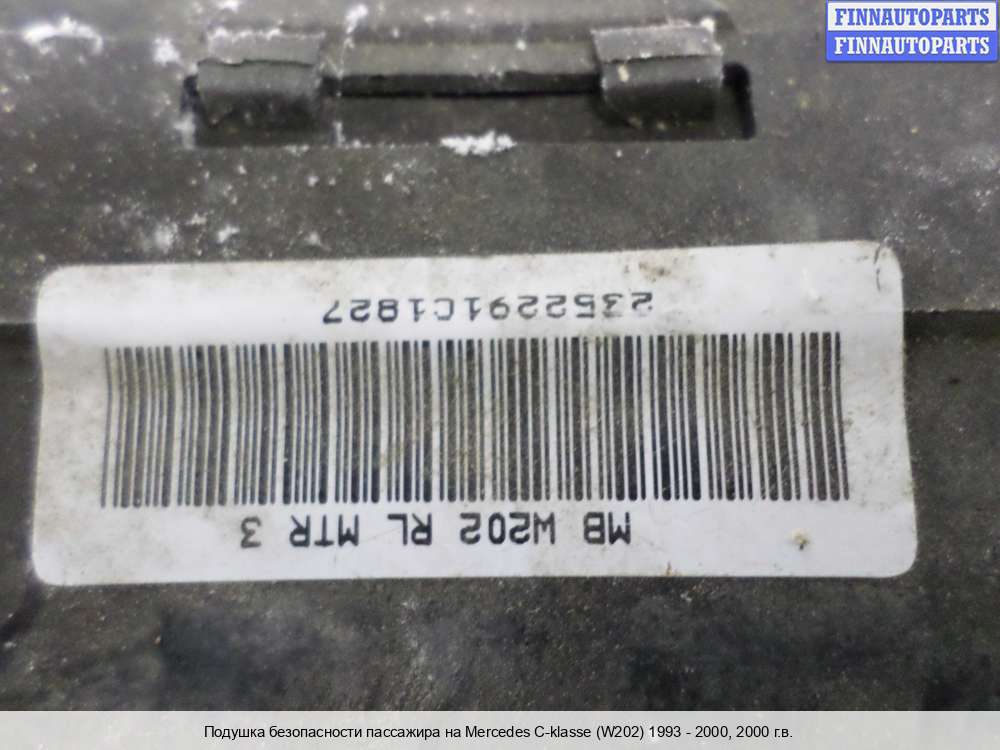 FINNAUTOPARTS
FINNAUTOPARTS
MB W202 RL MTR 3
2352291C1827
Подушка безопасности пассажира на Mercedes C-klasse (W202) 1993 - 2000, 2000 г.в.